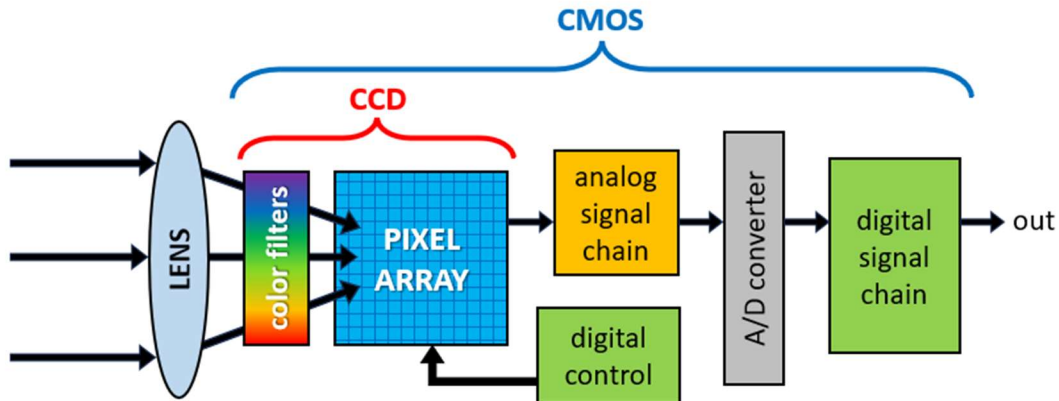 CMOS
CCD
LENS
color filters
PIXEL
ARRAY
analog
signal
chain
digital
control
A/D converter
digital
signal
chain
out